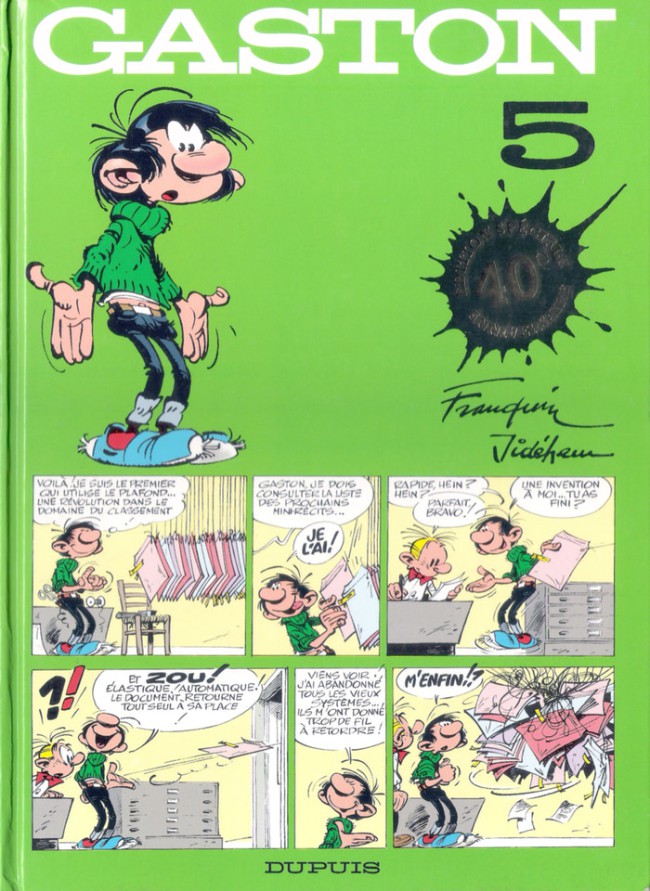 GASTON
5
40
Franquin
Jidéhem
VOILÀ! JE SUIS LE PREMIER
QUI UTILISE LE PLAFOND...
UNE RÉVOLUTION DANS LE
DOMAINE DU CLASSEMENT
GASTON, JE DOIS
CONSULTER LA LISTE
DES PROCHAINS
MINI-RÉCITS...
JE
L'AI!
RAPIDE, HEIN?
HEIN?
PARFAIT,
BRAVO!
UNE INVENTION
À MOI... TU AS
FINI?
!?!
ET ZOU!
ÉLASTIQUE! AUTOMATIQUE.
LE DOCUMENT RETOURNE
TOUT SEUL À SA PLACE
VIENS VOIR.
J'AI ABANDONNÉ
TOUS LES VIEUX
SYSTÈMES...
ILS M'ONT DONNÉ
TROP DE FIL
À RETORDRE!
M'ENFIN!?
DUPUIS